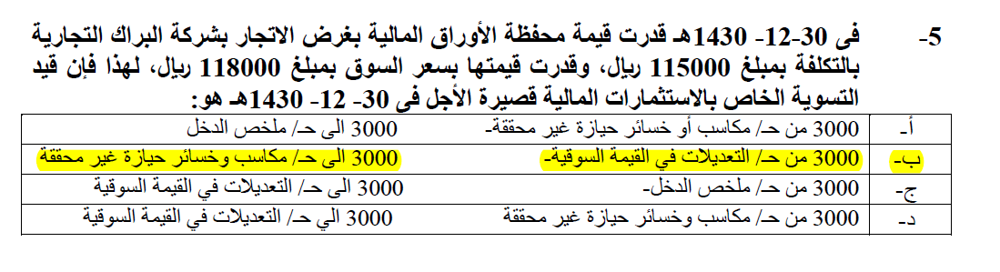 5- فى 30-12- 1430هـ قدرت قيمة محفظة الأوراق المالية بغرض الاتجار بشركة البراك التجارية
بالتكلفة بمبلغ 115000 ريال، وقدرت قيمتها بسعر السوق بمبلغ 118000 ريال، لهذا فإن قيد
التسوية الخاص بالاستثمارات المالية قصيرة الأجل فى 30- 12- 1430هـ هو:
أ- 3000 من حـ/ مكاسب أو خسائر حيازة غير محققة- 3000 الى حـ/ ملخص الدخل
ب- 3000 من حـ/ التعديلات في القيمة السوقية- 3000 الى حـ/ مكاسب وخسائر حيازة غير محققة
ج- 3000 من حـ/ ملخص الدخل- 3000 الى حـ/ التعديلات في القيمة السوقية
د- 3000 من حـ/ مكاسب وخسائر حيازة غير محققة 3000 الي حـ/ التعديلات في القيمة السوقية